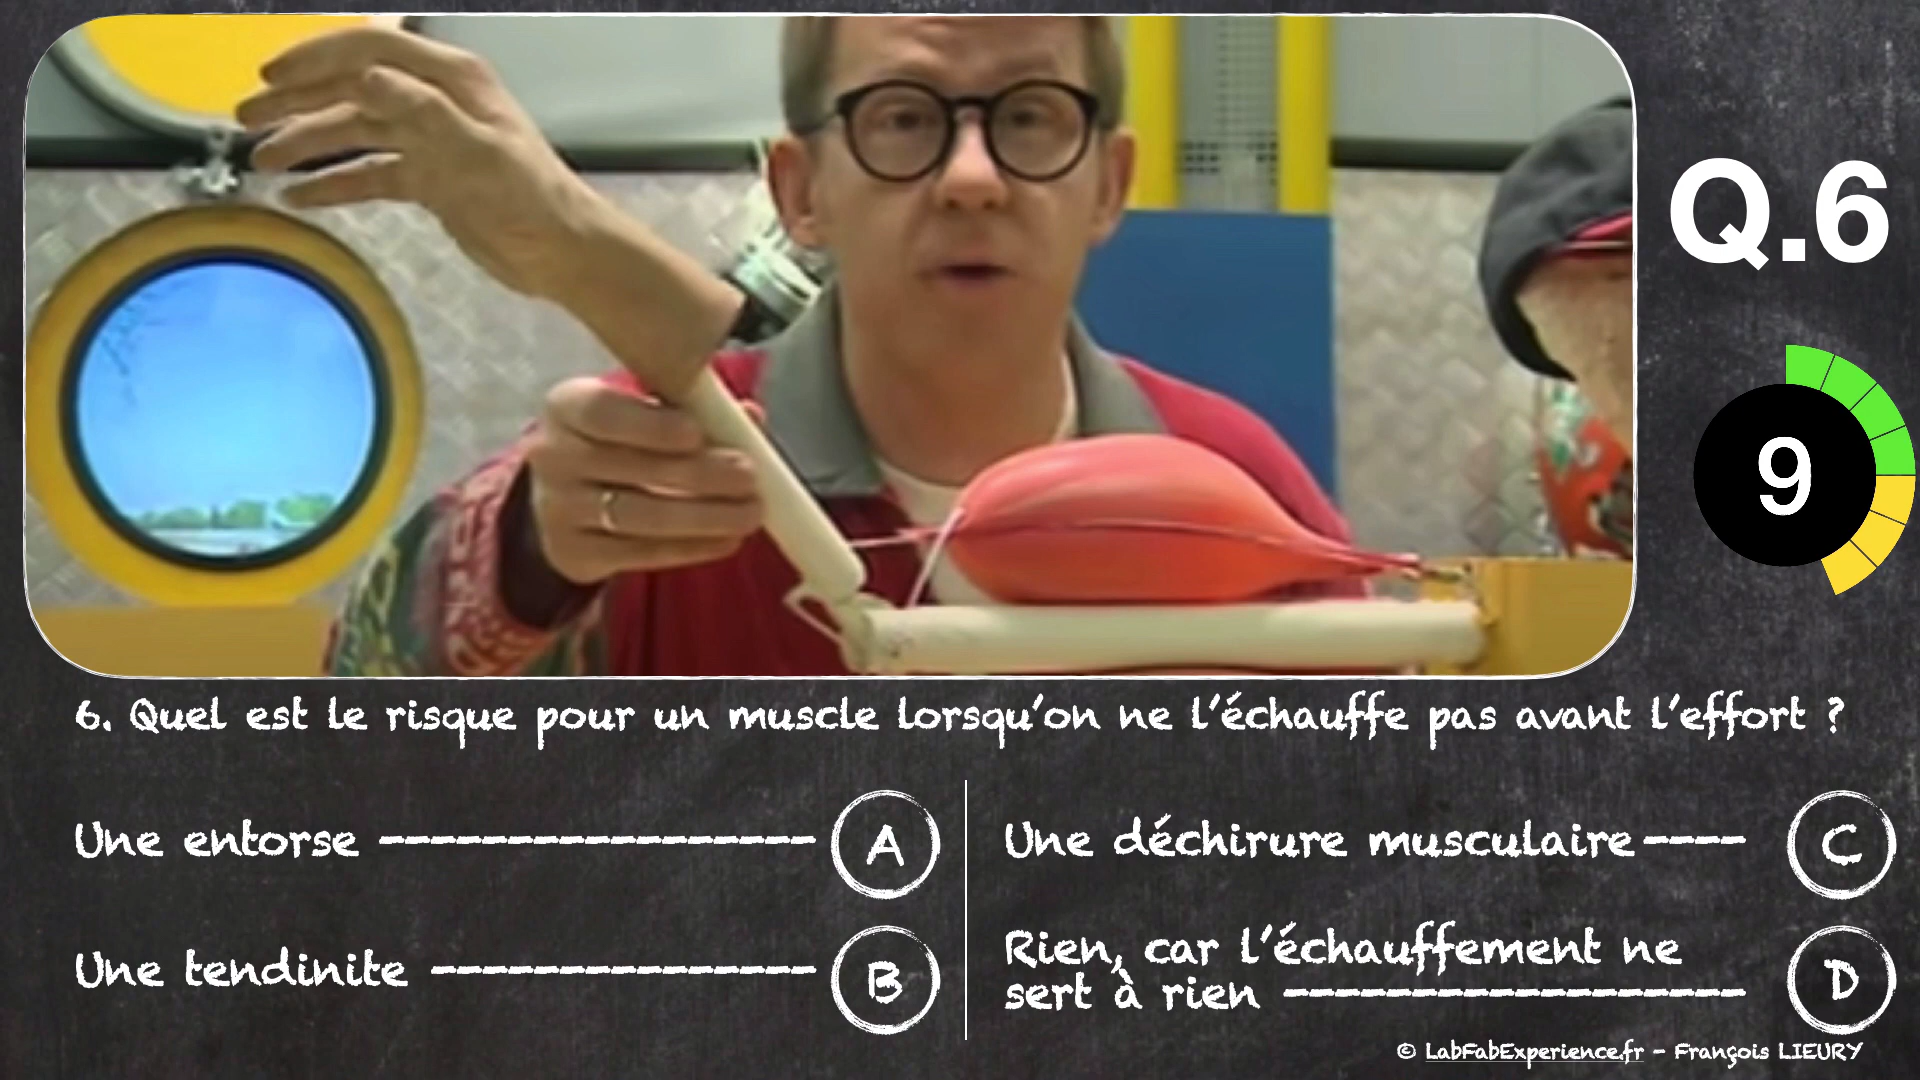 Q.6
9
6. Quel est le risque pour un muscle lorsqu'on ne l'échauffe pas avant l'effort ?
Une entorse ----------------- A
Une tendinite --------------- B
Une déchirure musculaire---- C
Rien, car l'échauffement ne
sert à rien ------------------ D
© LabFabExperience.fr - François LIEURY